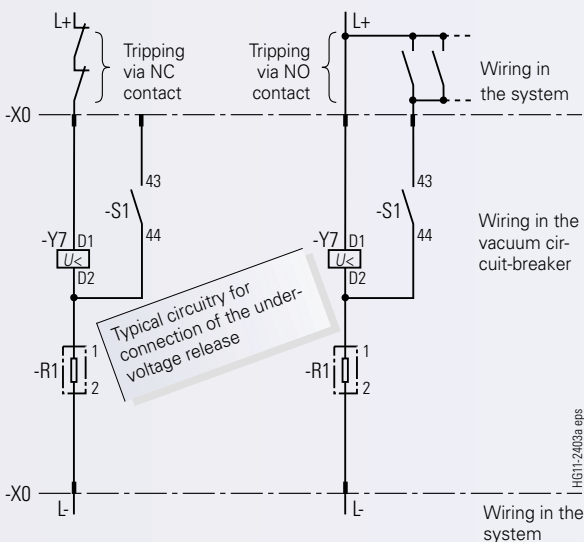 L+
Tripping
via NC
contact
L+
Tripping
via NO
contact
Wiring in
the system
-X0
43
-S1
44
-Y7
D1
U<
D2
43
-S1
44
-Y7
D1
U<
D2
Wiring in the
vacuum cir-
cuit-breaker
Typical circuitry for
connection of the under-
voltage release
-R1
1
2
-R1
1
2
HG11-2403a eps
-X0
L-
L-
Wiring in the
system